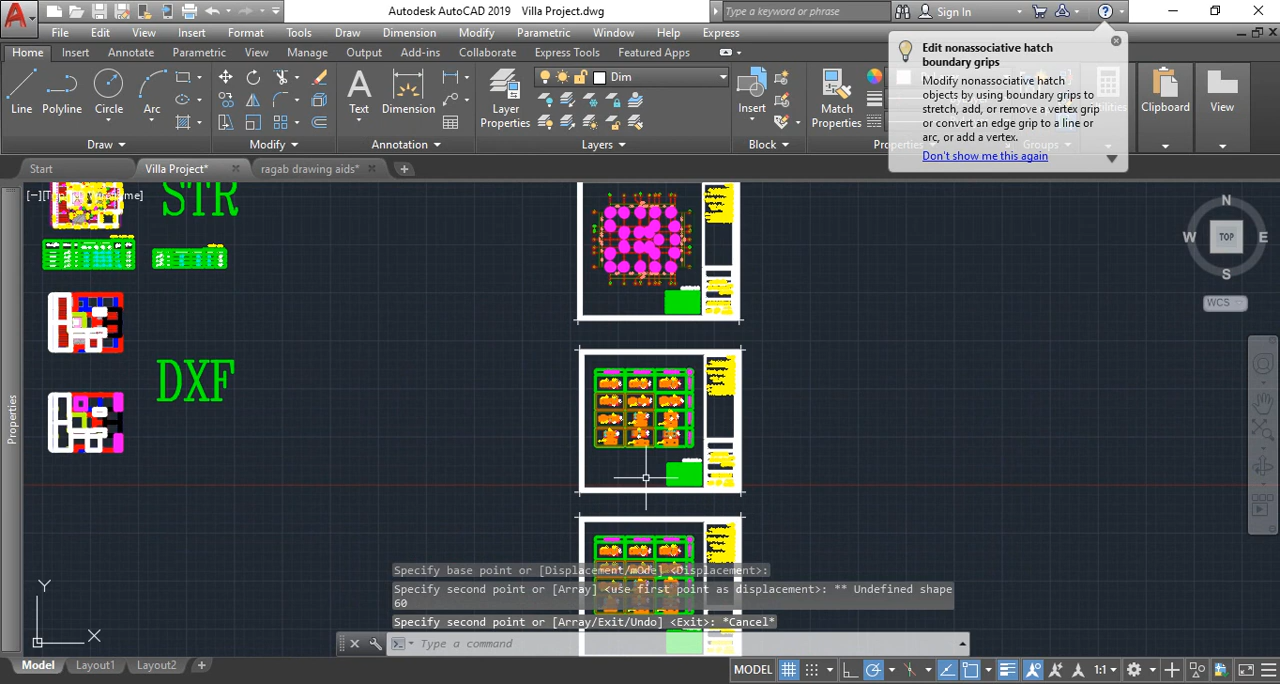 Autodesk AutoCAD 2019 Villa Project.dwg
Type a keyword or phrase
Sign In
File Edit View Insert Format Tools Draw Dimension Modify Parametric Window Help Express
Home Insert Annotate Parametric View Manage Output Add-ins Collaborate Express Tools Featured Apps
Line Polyline Circle Arc
Text Dimension
Layer Properties
Dim
Insert
Match Properties
Clipboard
View
Draw Modify Annotation Layers Block Groups
Edit nonassociative hatch
boundary grips
Modify nonassociative hatch
objects by using boundary grips to
stretch, add, or remove a vertex grip
or convert an edge grip to a line or
arc, or add a vertex.
Don't show me this again
Start Villa Project* ragab drawing aids*
STR
DXF
N
W TOP E
S
WCS
Properties
Y
X
Specify base point or [Displacement/mOde] <Displacement>:
Specify second point or [Array] <use first point as displacement>: ** Undefined shape
60
Specify second point or [Array/Exit/Undo] <Exit>: *Cancel*
Type a command
Model Layout1 Layout2
MODEL 1:1